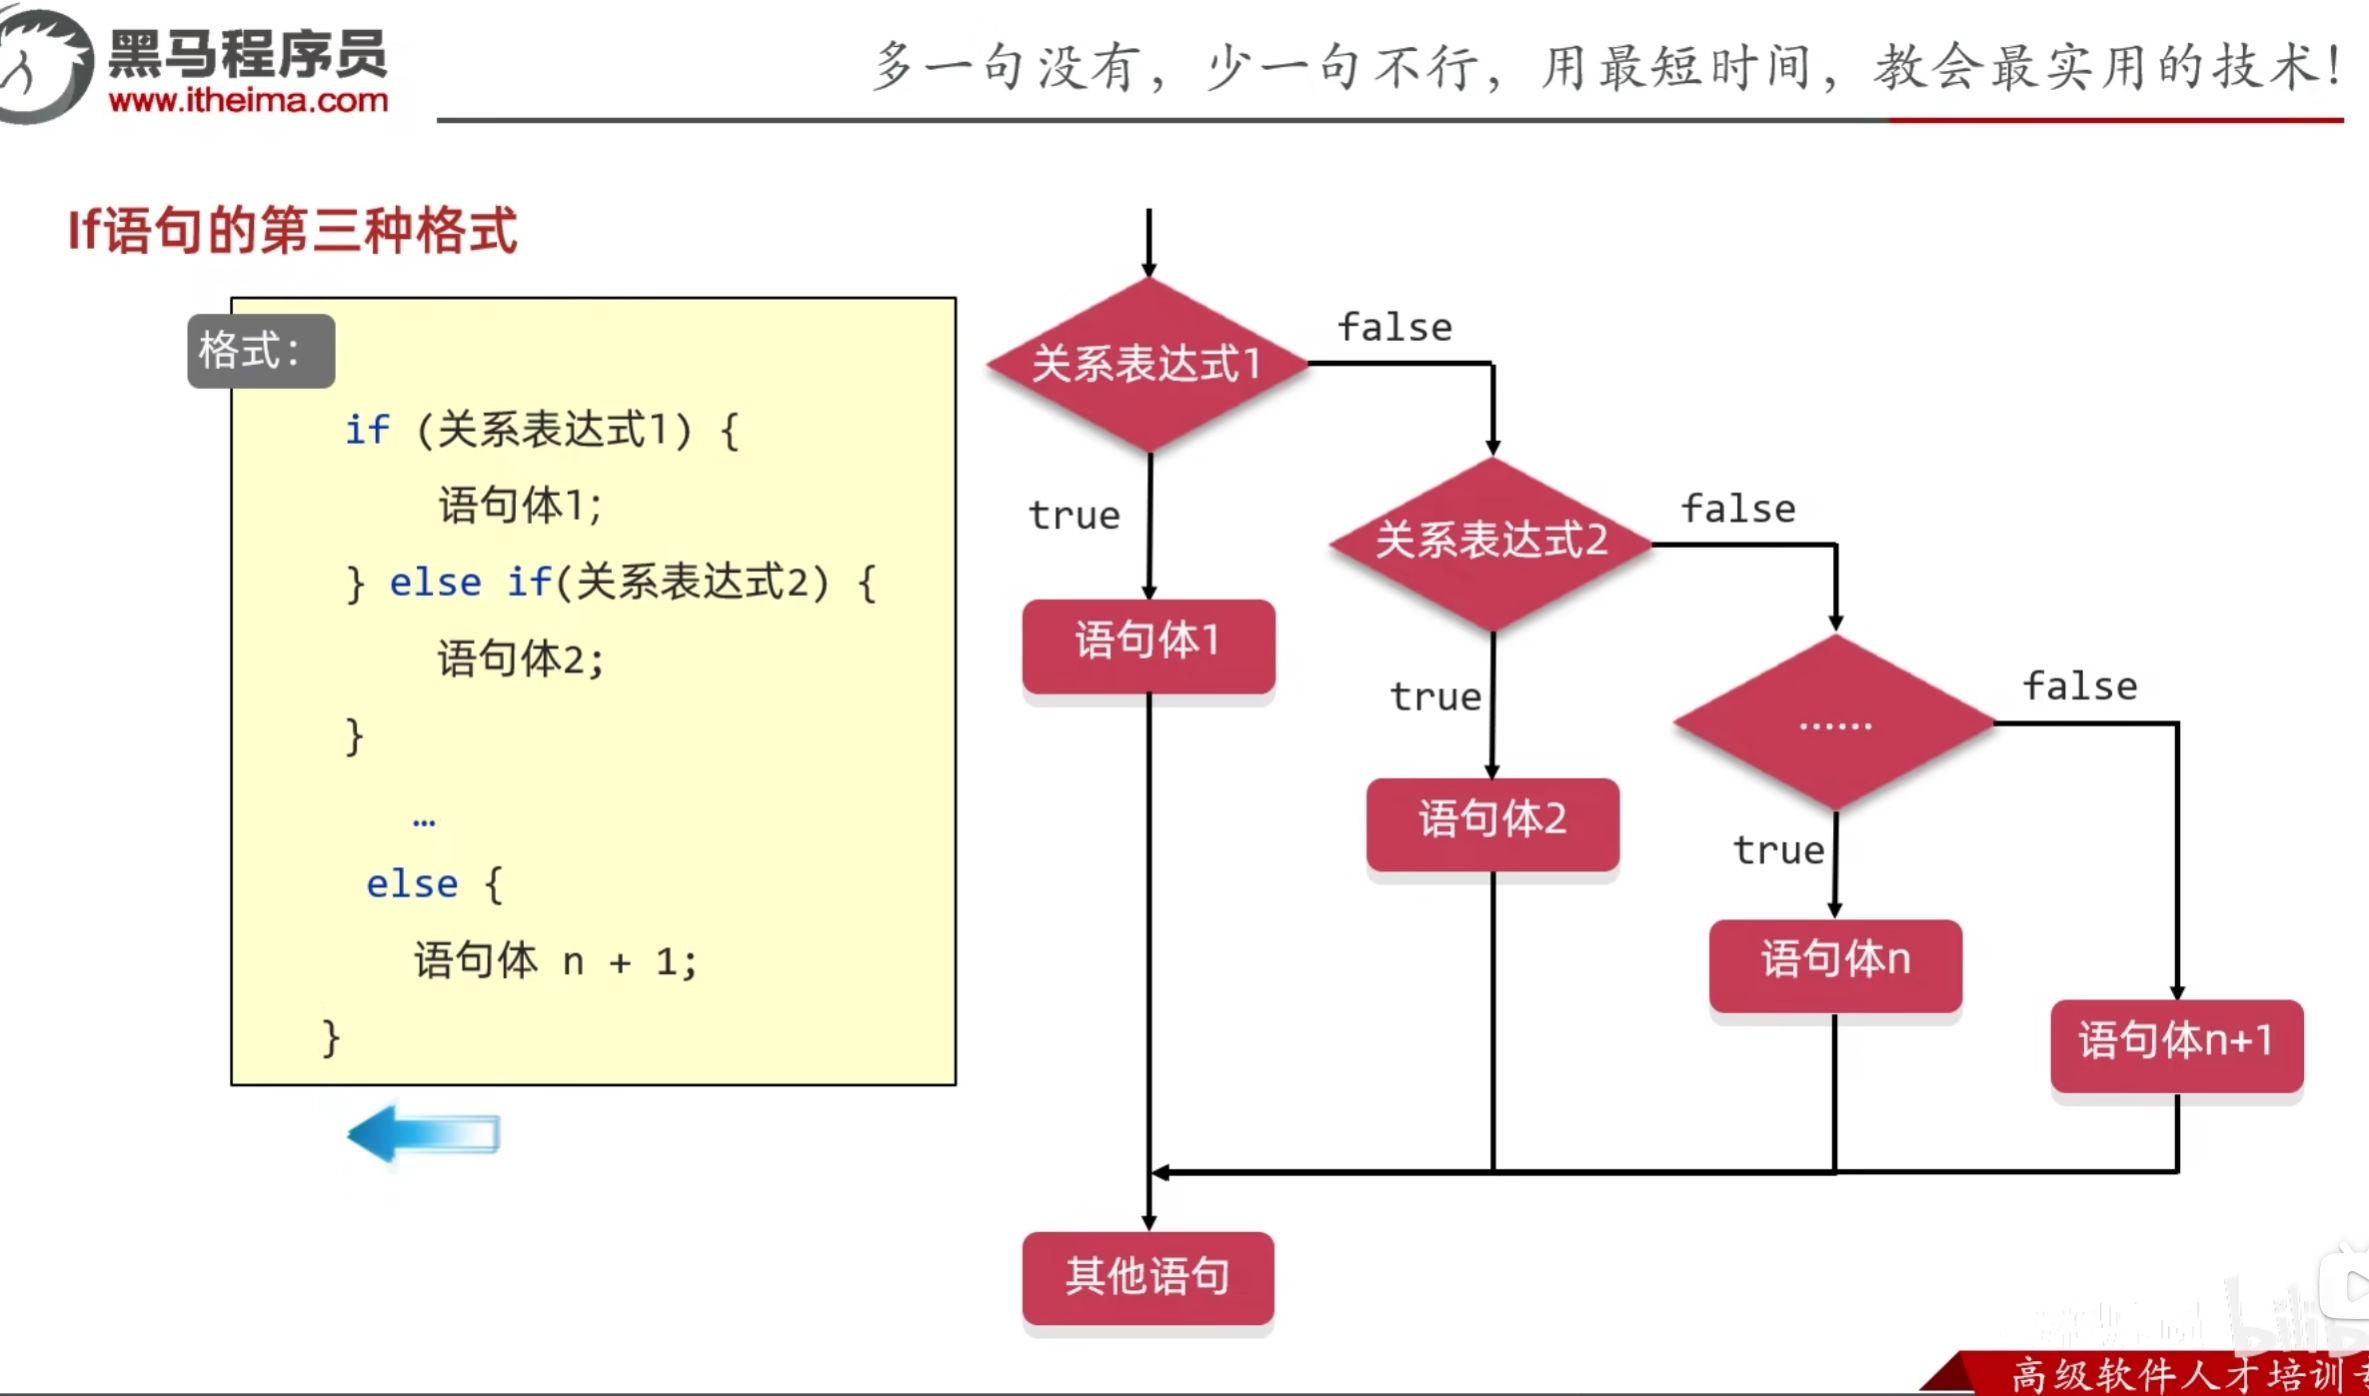 黑马程序员
www.itheima.com
多一句没有，少一句不行，用最短时间，教会最实用的技术！
If语句的第三种格式
格式：
if (关系表达式1) {
语句体1;
} else if(关系表达式2) {
语句体2;
}
…
else {
语句体 n + 1;
}
关系表达式1
false
true
语句体1
关系表达式2
false
true
语句体2
……
false
true
语句体n
语句体n+1
其他语句
高级软件人才培训